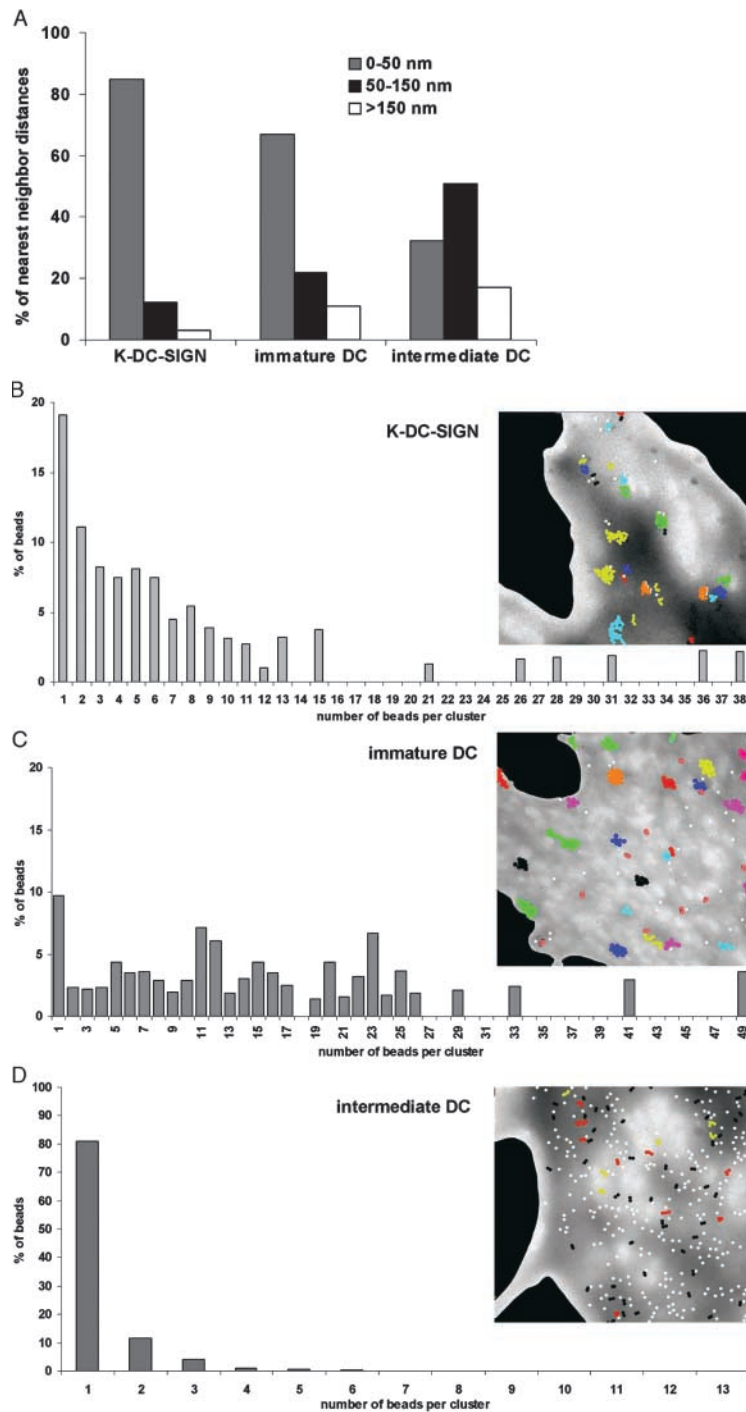 A
% of nearest neighbor distances
100
80
60
40
20
0
0-50 nm
50-150 nm
>150 nm
K-DC-SIGN immature DC intermediate DC
B
% of beads
20
15
10
5
0
K-DC-SIGN
1 2 3 4 5 6 7 8 9 10 11 12 13 14 15 16 17 18 19 20 21 22 23 24 25 26 27 28 29 30 31 32 33 34 35 36 37 38
number of beads per cluster
C
% of beads
20
15
10
5
0
immature DC
1 3 5 7 9 11 13 15 17 19 21 23 25 27 29 31 33 35 37 39 41 43 45 47 49
number of beads per cluster
D
% of beads
100
90
80
70
60
50
40
30
20
10
0
intermediate DC
1 2 3 4 5 6 7 8 9 10 11 12 13
number of beads per cluster